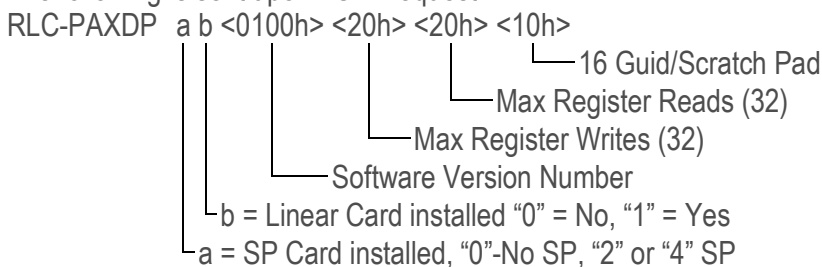 RLC-PAXDP a b <0100h> <20h> <20h> <10h>
16 Guid/Scratch Pad
Max Register Reads (32)
Max Register Writes (32)
Software Version Number
b = Linear Card installed “0” = No, “1” = Yes
a = SP Card installed, “0”-No SP, “2” or “4” SP